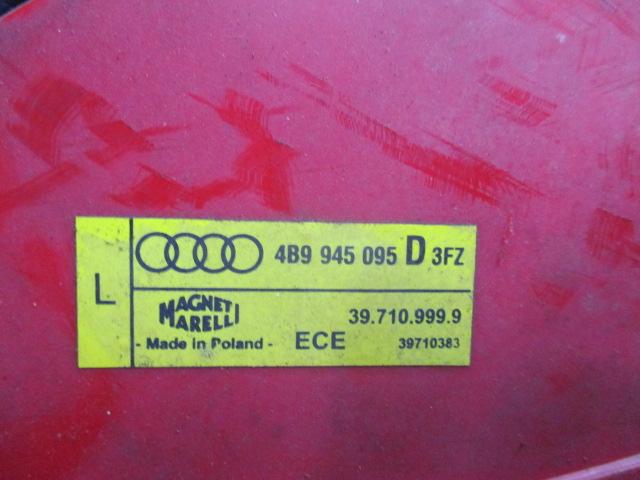 L
4B9 945 095 D 3FZ
MAGNETI MARELLI
39.710.999.9
- Made in Poland - ECE 39710383